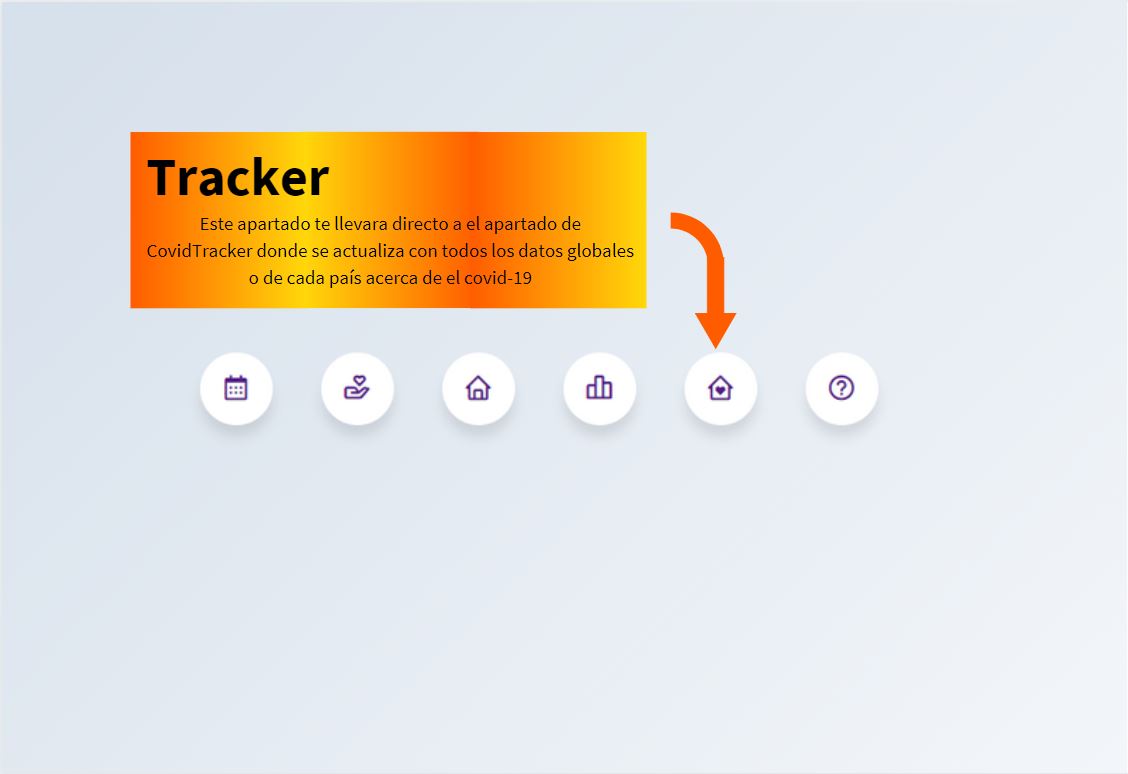 Tracker
Este apartado te llevara directo a el apartado de
CovidTracker donde se actualiza con todos los datos globales
o de cada país acerca de el covid-19